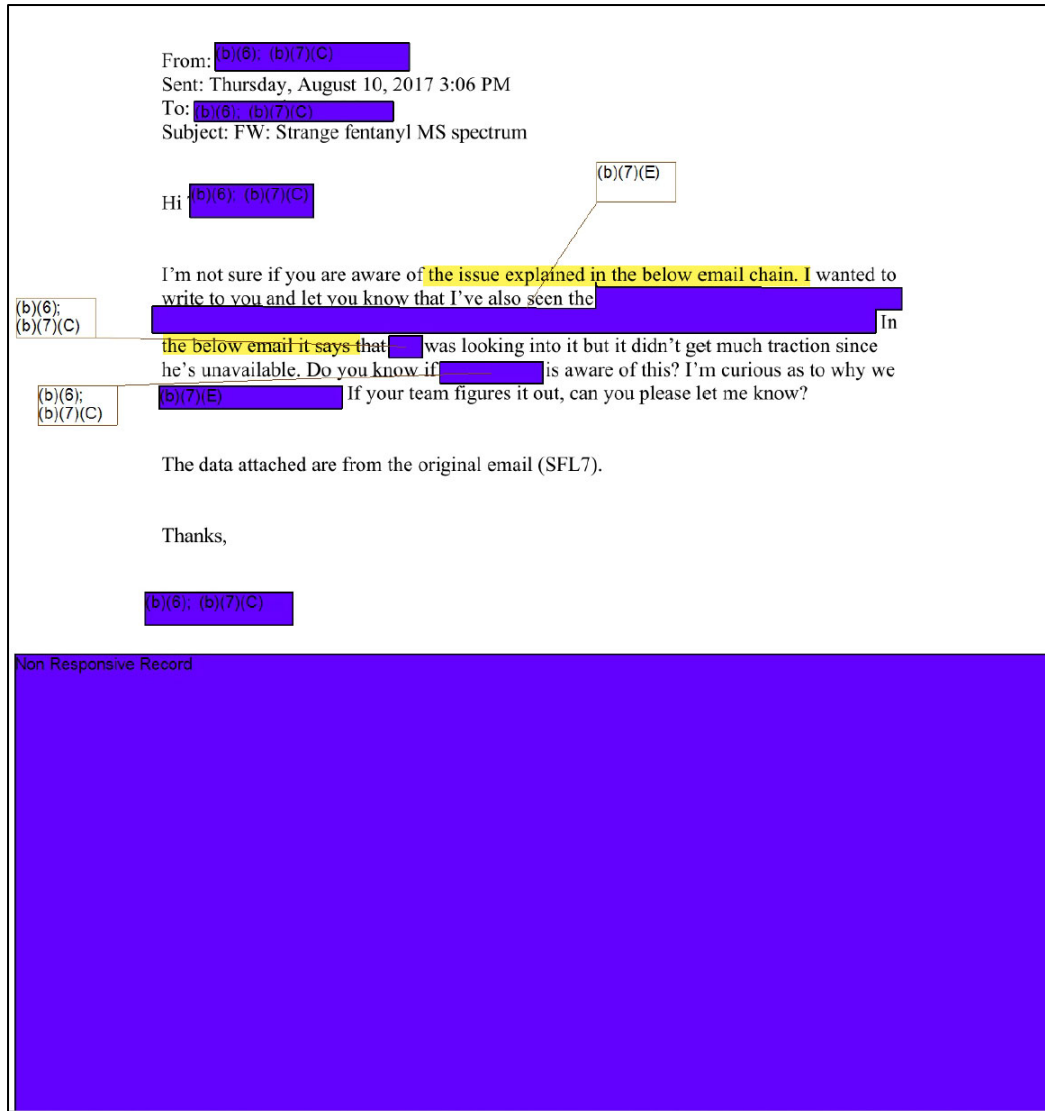 From: (b)(6); (b)(7)(C)
Sent: Thursday, August 10, 2017 3:06 PM
To: (b)(6); (b)(7)(C)
Subject: FW: Strange fentanyl MS spectrum
(b)(7)(E)
Hi (b)(6); (b)(7)(C)
I'm not sure if you are aware of the issue explained in the below email chain. I wanted to
write to you and let you know that I've also seen the
(b)(6);
(b)(7)(C)
In
the below email it says that was looking into it but it didn't get much traction since
he's unavailable. Do you know if is aware of this? I'm curious as to why we
(b)(6);
(b)(7)(C)
(b)(7)(E) If your team figures it out, can you please let me know?
The data attached are from the original email (SFL7).
Thanks,
(b)(6); (b)(7)(C)
Non Responsive Record